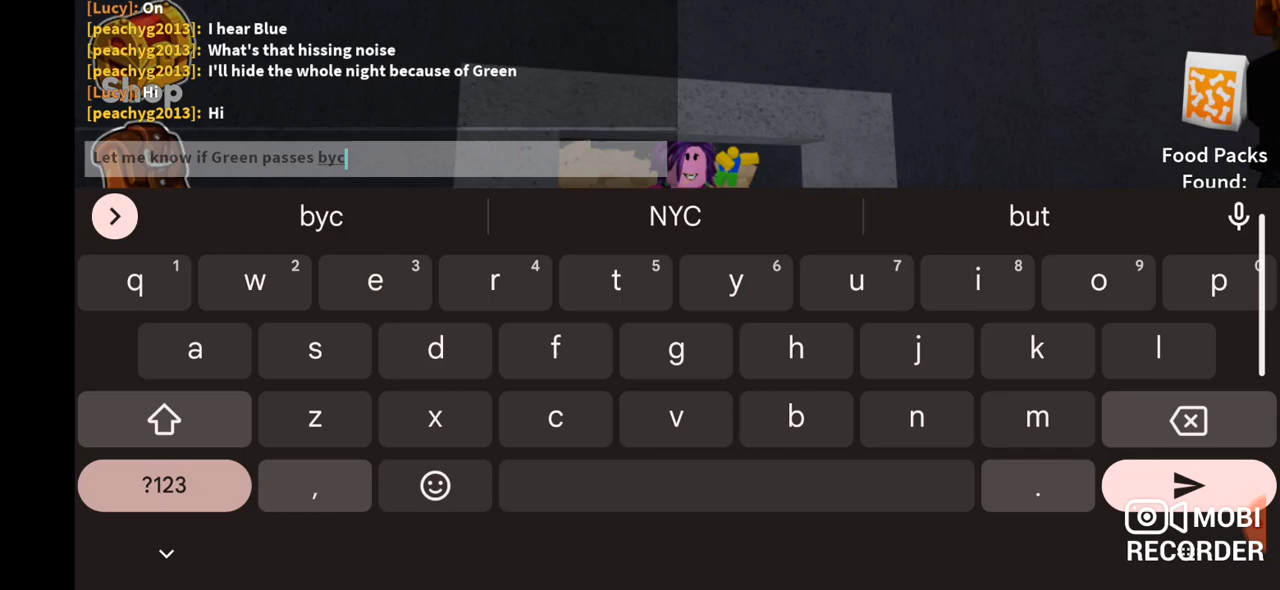 [Lucy]: On
[peachyg2013]: I hear Blue
[peachyg2013]: What's that hissing noise
[peachyg2013]: I'll hide the whole night because of Green
Shop
[Lucy]: Hi
[peachyg2013]: Hi
Let me know if Green passes byc
Food Packs
Found:
byc NYC but
q 1 w 2 e 3 r 4 t 5 y 6 u 7 i 8 o 9 p 0
a s d f g h j k l
z x c v b n m
?123 , .
MOBI
RECORDER